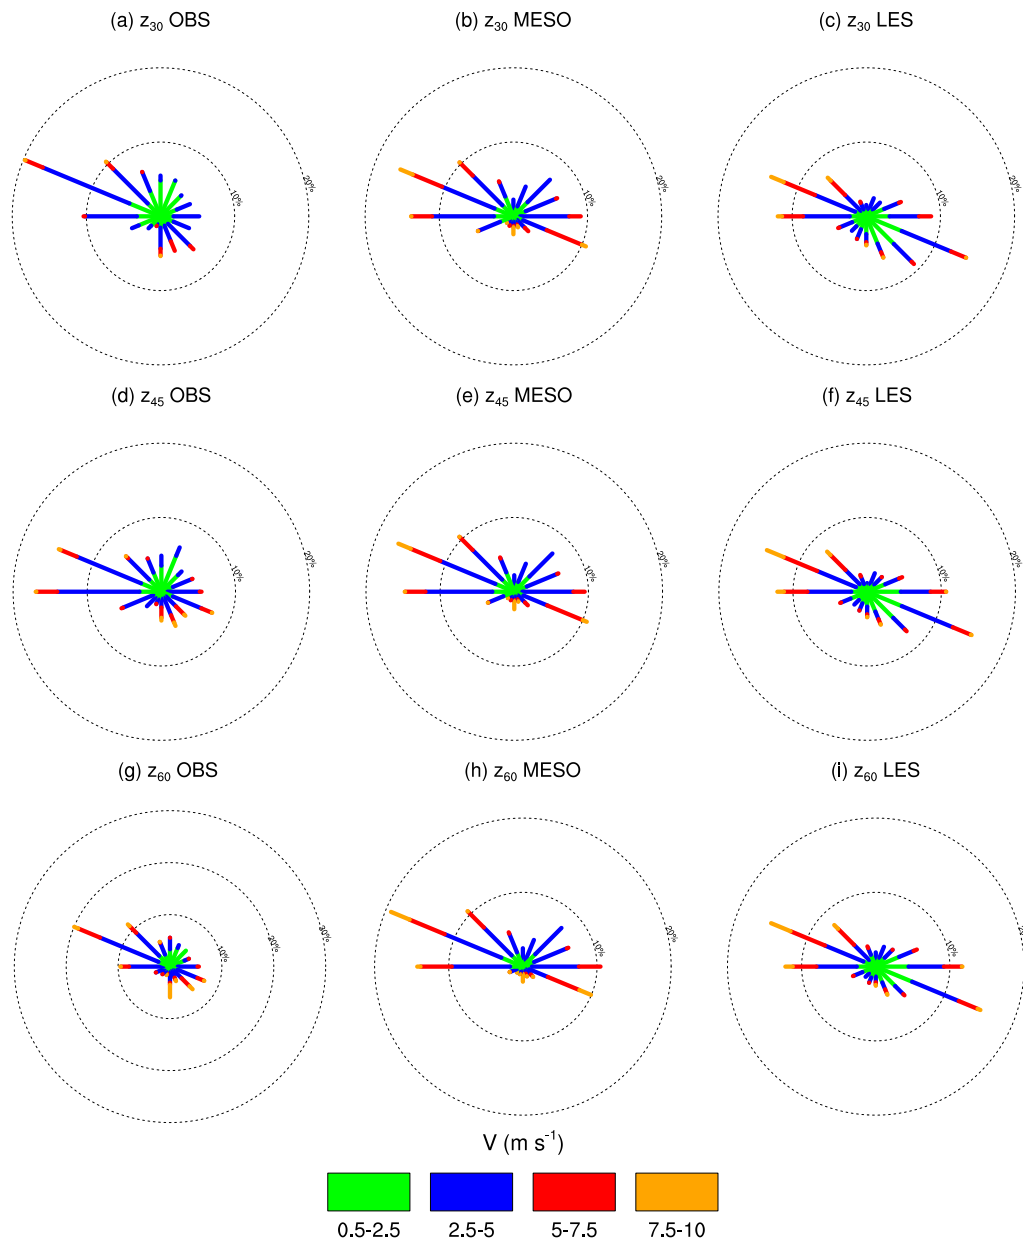 (a) z30 OBS (b) z30 MESO (c) z30 LES
20% 20% 20%
10% 10% 10%
(d) z45 OBS (e) z45 MESO (f) z45 LES
20% 20% 20%
10% 10% 10%
(g) z60 OBS (h) z60 MESO (i) z60 LES
30% 20% 10% 20% 10% 10%
V (m s-1)
0.5-2.5 2.5-5 5-7.5 7.5-10